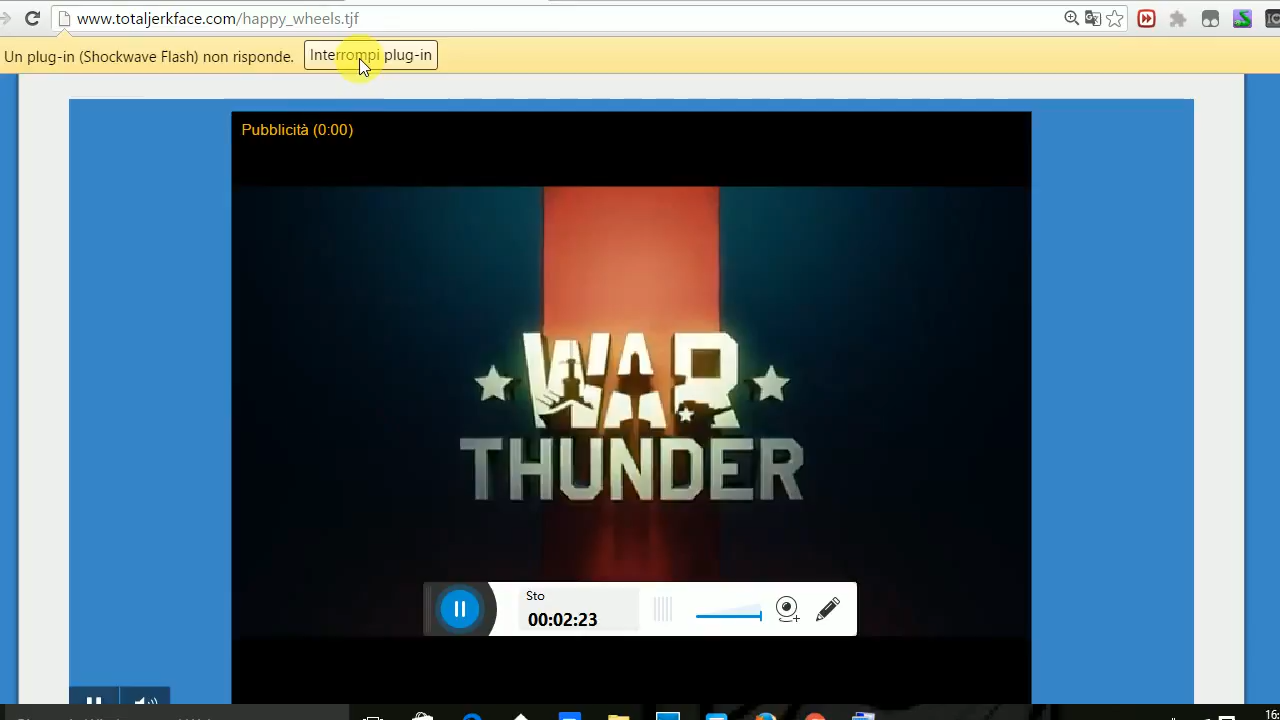 www.totaljerkface.com/happy_wheels.tjf
Un plug-in (Shockwave Flash) non risponde. Interrompi plug-in
Pubblicità (0:00)
WAR
THUNDER
Sto
00:02:23
16